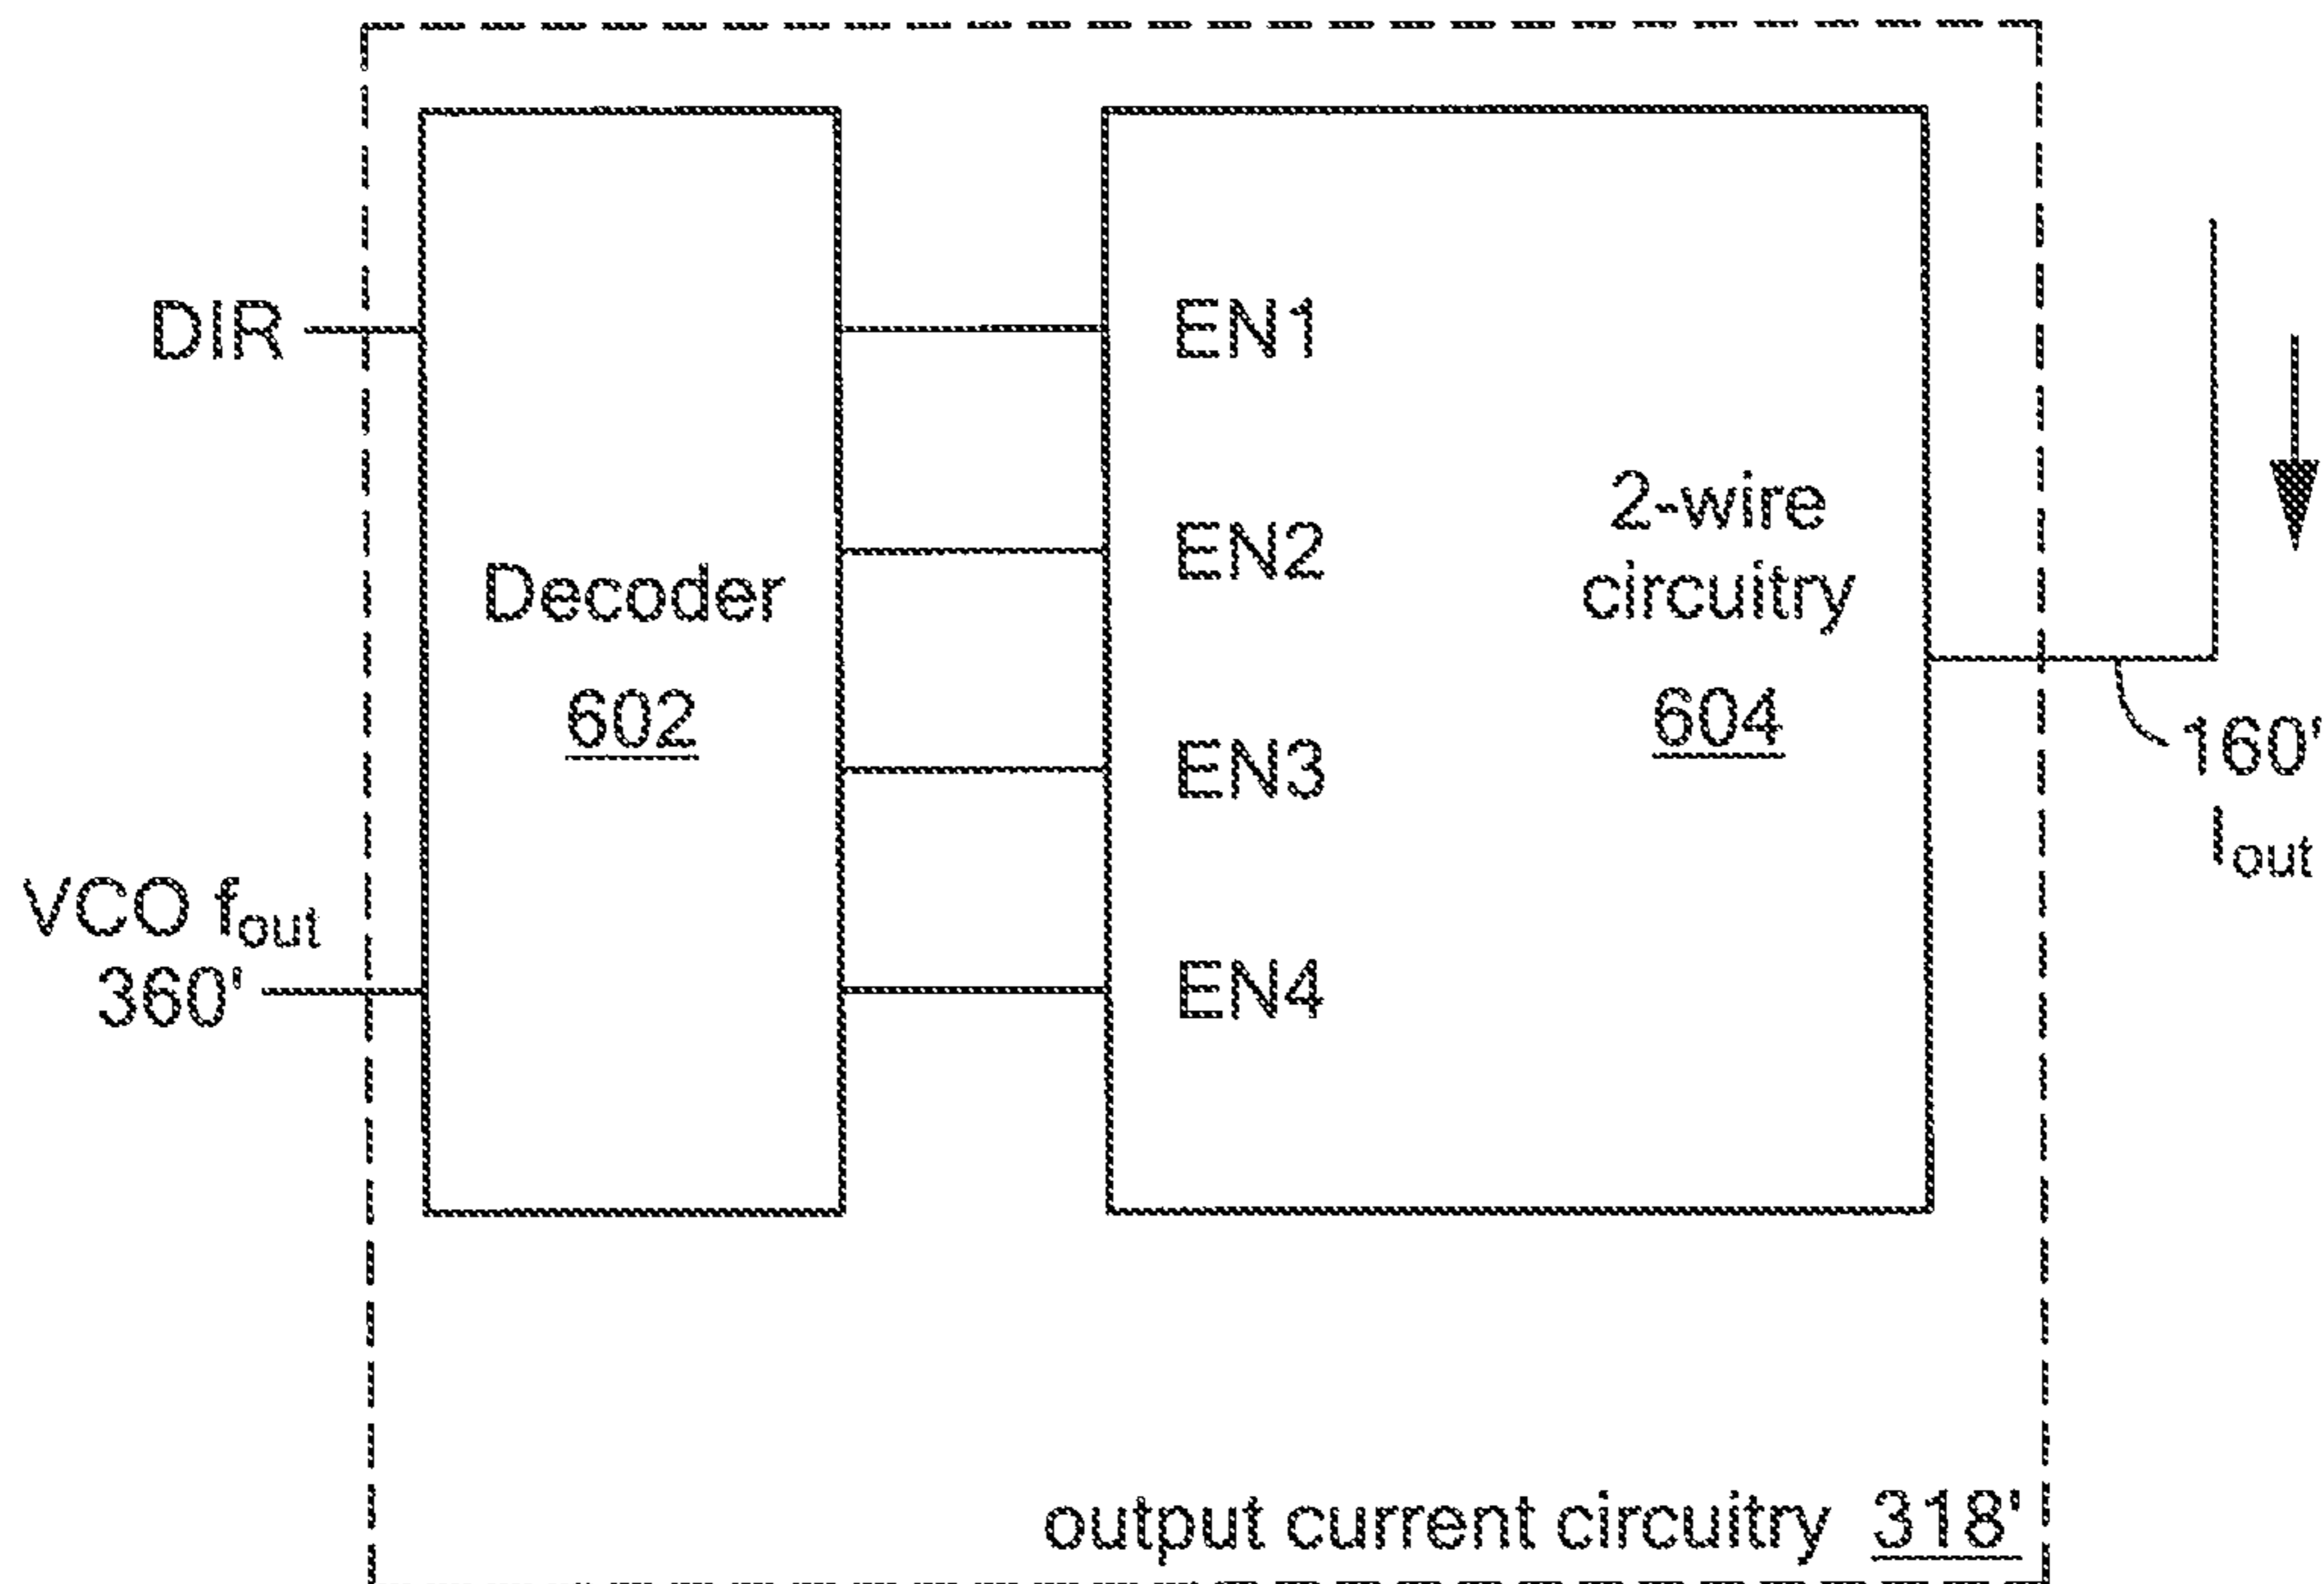 DIR
VCO fout
360'
Decoder
602
EN1
EN2
EN3
EN4
2-wire
circuitry
604
160'
Iout
output current circuitry 318'